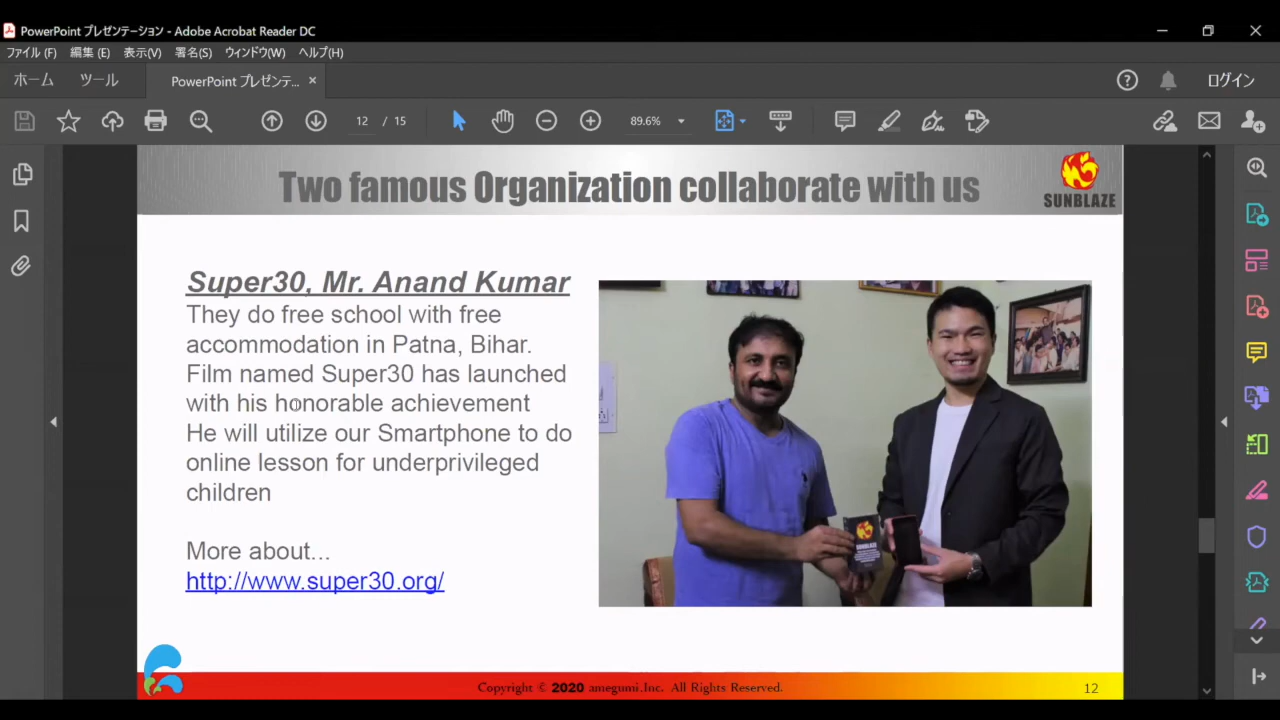 PowerPoint プレゼンテーション - Adobe Acrobat Reader DC
ファイル(F) 編集(E) 表示(V) 署名(S) ウィンドウ(W) ヘルプ(H)
ホーム ツール PowerPoint プレゼンテ... × ログイン
12 / 15 89.6%
Two famous Organization collaborate with us
SUNBLAZE
Super30, Mr. Anand Kumar
They do free school with free
accommodation in Patna, Bihar.
Film named Super30 has launched
with his honorable achievement
He will utilize our Smartphone to do
online lesson for underprivileged
children
More about...
http://www.super30.org/
SUNBLAZE
Copyright © 2020 amegumi.Inc. All Rights Reserved.
12